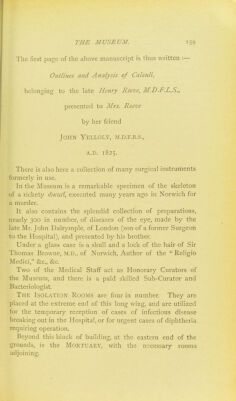 THE MUSEUM. 159
The first page of the above manuscript is thus written :—
Outlines and Analysis of Calculi,
belonging to the late Henry Reeve, M.D.F.L.S.,
presented to Mrs. Reeve
by her friend
JOHN YELLOLY, M.D.F.R.S.,
A.D. 1825.
There is also here a collection of many surgical instruments
formerly in use.
In the Museum is a remarkable specimen of the skeleton
of a rickety dwarf, executed many years ago in Norwich for
a murder.
It also contains the splendid collection of preparations,
nearly 300 in number, of diseases of the eye, made by the
late Mr. John Dalrymple, of London (son of a former Surgeon
to the Hospital), and presented by his brother.
Under a glass case is a skull and a lock of the hair of Sir
Thomas Browne, M.D., of Norwich, Author of the "Religio
Medici," &c., &c.
Two of the Medical Staff act as Honorary Curators of
the Museum, and there is a paid skilled Sub-Curator and
Bacteriologist.
THE ISOLATION ROOMS are four in number. They are
placed at the extreme end of this long wing, and are utilized
for the temporary reception of cases of infectious disease
breaking out in the Hospital, or for urgent cases of diphtheria
requiring operation.
Beyond this block of building, at the eastern end of the
grounds, is the MORTUARY, with the necessary rooms
adjoining.